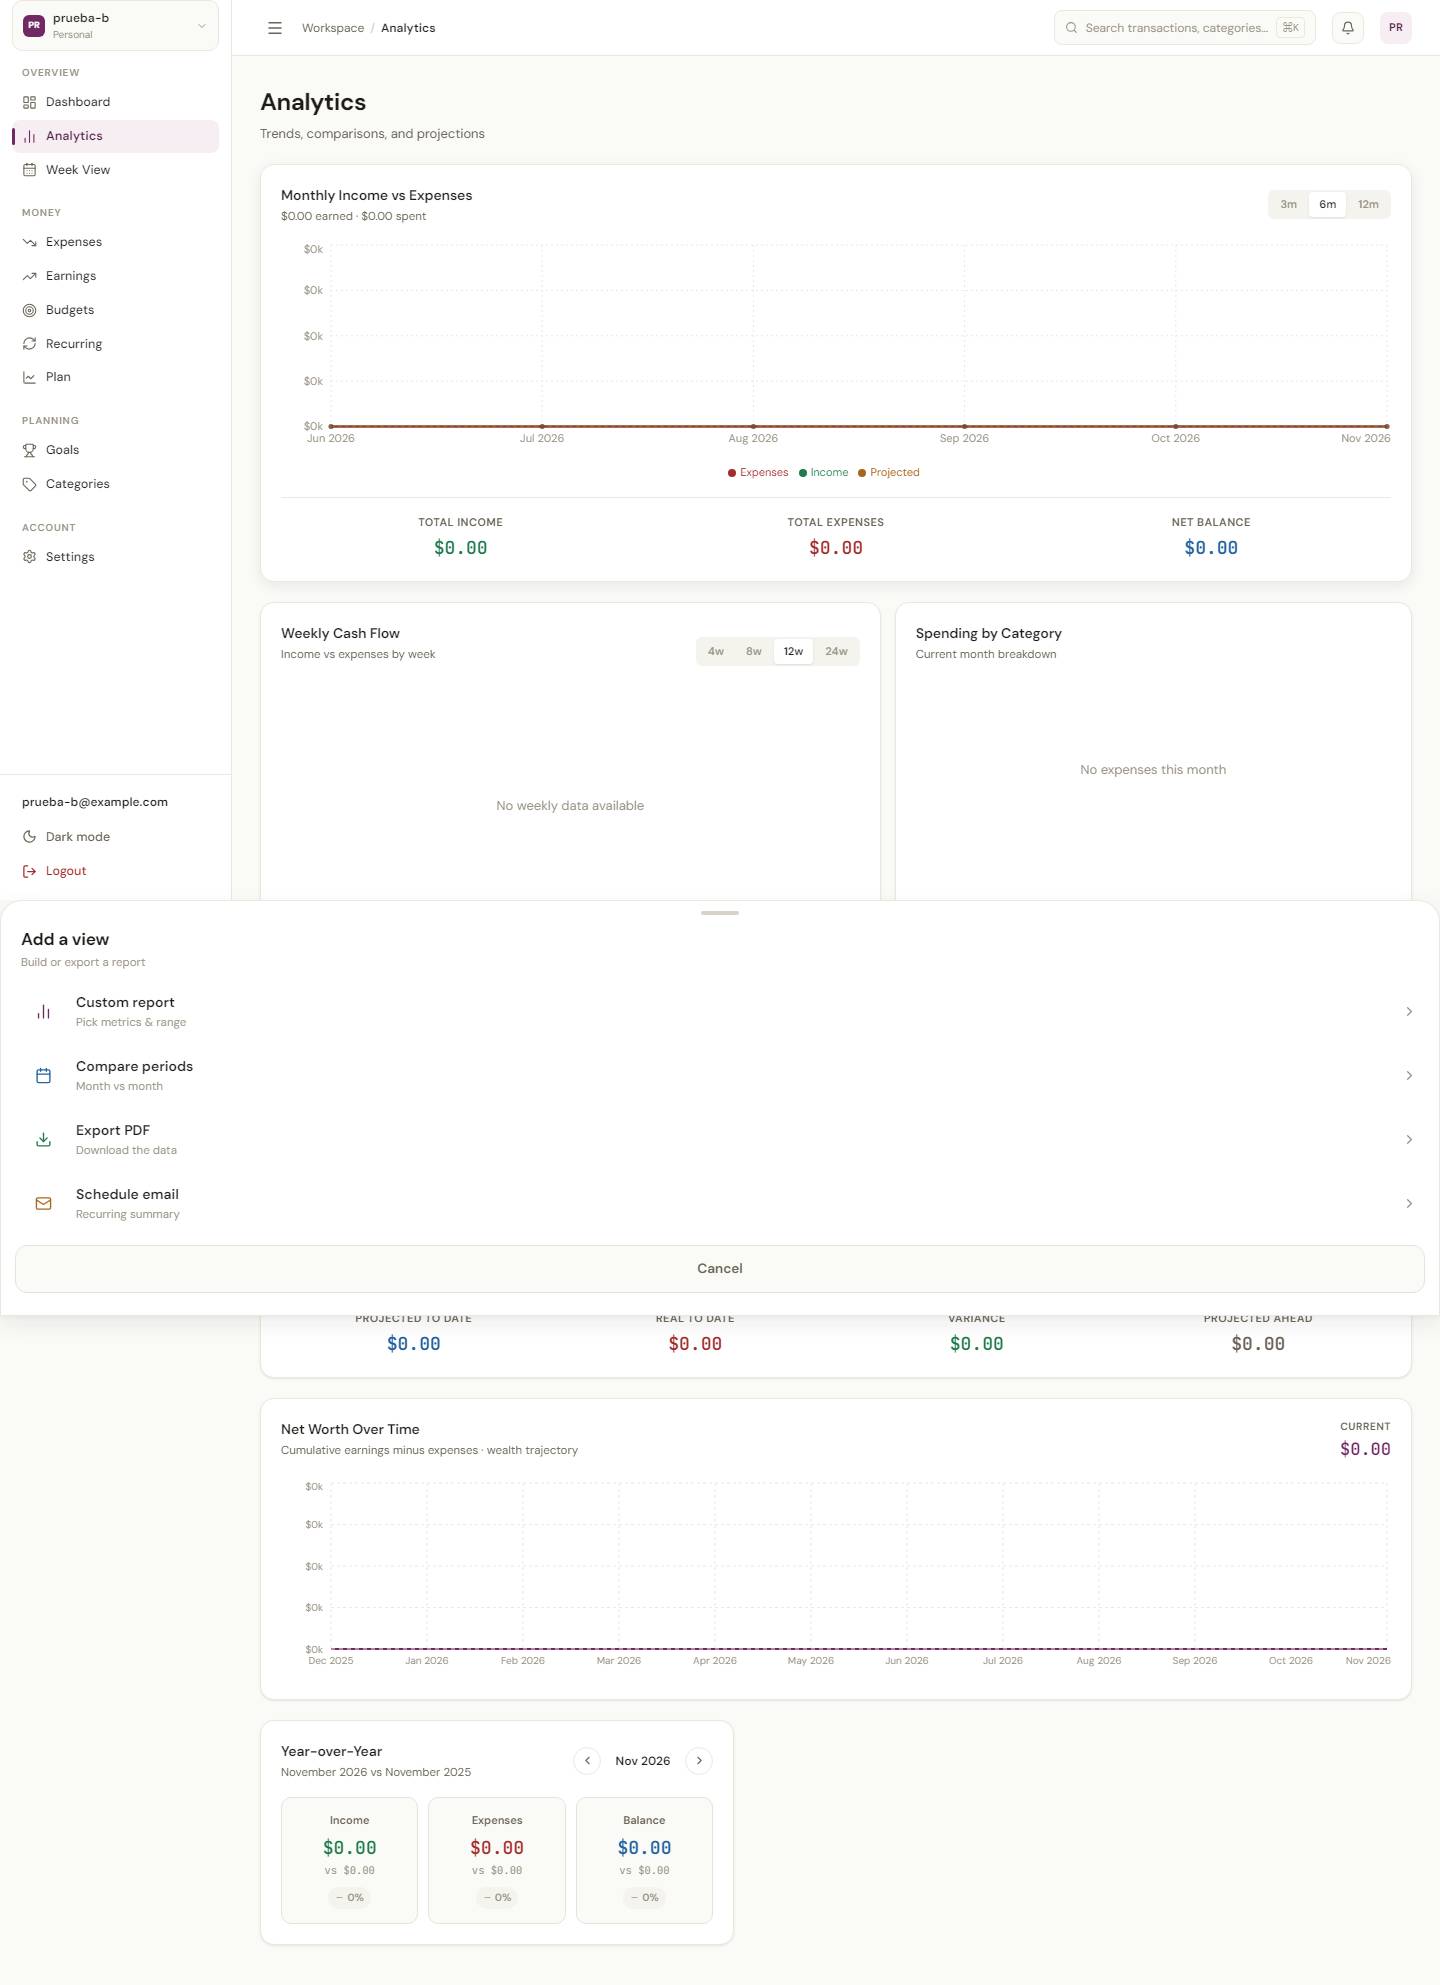 PR
prueba-b
Personal
OVERVIEW
Dashboard
Analytics
Week View
MONEY
Expenses
Earnings
Budgets
Recurring
Plan
PLANNING
Goals
Categories
ACCOUNT
Settings
prueba-b@example.com
Dark mode
Logout
Workspace / Analytics
Search transactions, categories… ⌘K
PR
Analytics
Trends, comparisons, and projections
Monthly Income vs Expenses
$0.00 earned · $0.00 spent
3m 6m 12m
$0k
$0k
$0k
$0k
$0k
Jun 2026 Jul 2026 Aug 2026 Sep 2026 Oct 2026 Nov 2026
Expenses Income Projected
TOTAL INCOME TOTAL EXPENSES NET BALANCE
$0.00 $0.00 $0.00
Weekly Cash Flow
Income vs expenses by week
4w 8w 12w 24w
No weekly data available
Spending by Category
Current month breakdown
No expenses this month
Add a view
Build or export a report
Custom report
Pick metrics & range
Compare periods
Month vs month
Export PDF
Download the data
Schedule email
Recurring summary
Cancel
PROJECTED TO DATE REAL TO DATE VARIANCE PROJECTED AHEAD
$0.00 $0.00 $0.00 $0.00
Net Worth Over Time
Cumulative earnings minus expenses · wealth trajectory
CURRENT
$0.00
$0k
$0k
$0k
$0k
$0k
Dec 2025 Jan 2026 Feb 2026 Mar 2026 Apr 2026 May 2026 Jun 2026 Jul 2026 Aug 2026 Sep 2026 Oct 2026 Nov 2026
Year-over-Year
November 2026 vs November 2025
Nov 2026
Income Expenses Balance
$0.00 $0.00 $0.00
vs $0.00 vs $0.00 vs $0.00
– 0% – 0% – 0%